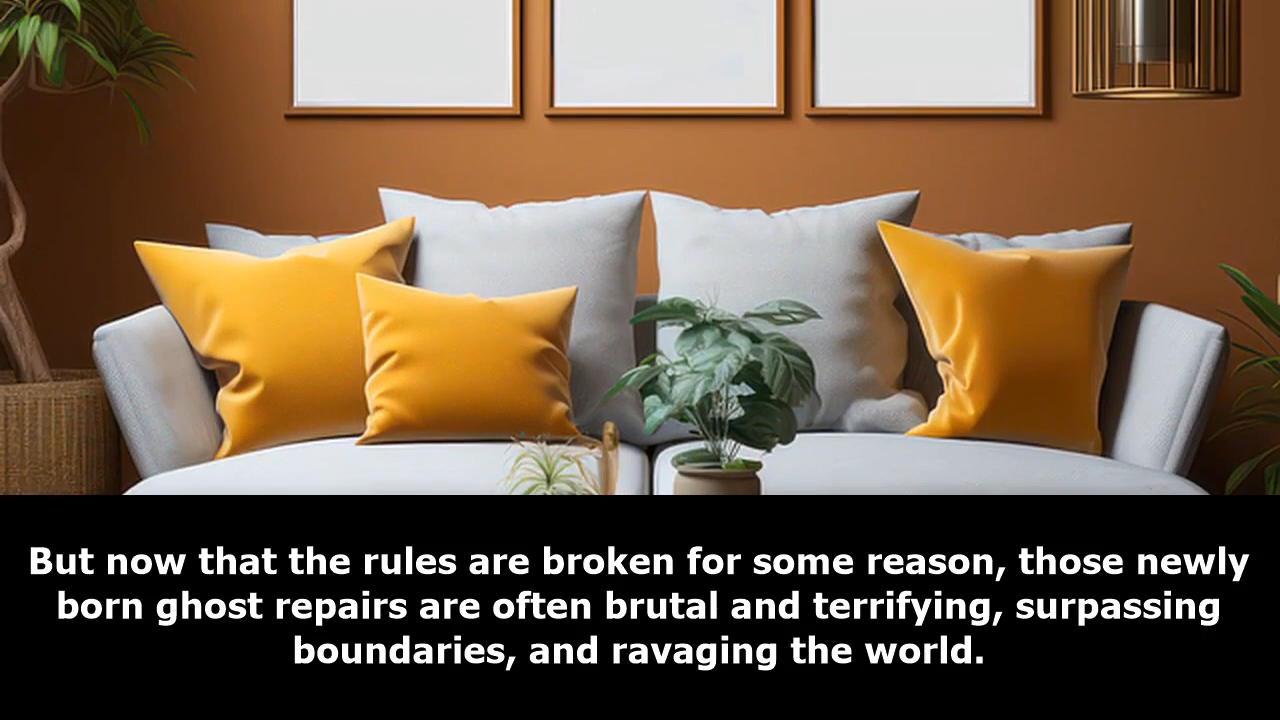 But now that the rules are broken for some reason, those newly
born ghost repairs are often brutal and terrifying, surpassing
boundaries, and ravaging the world.